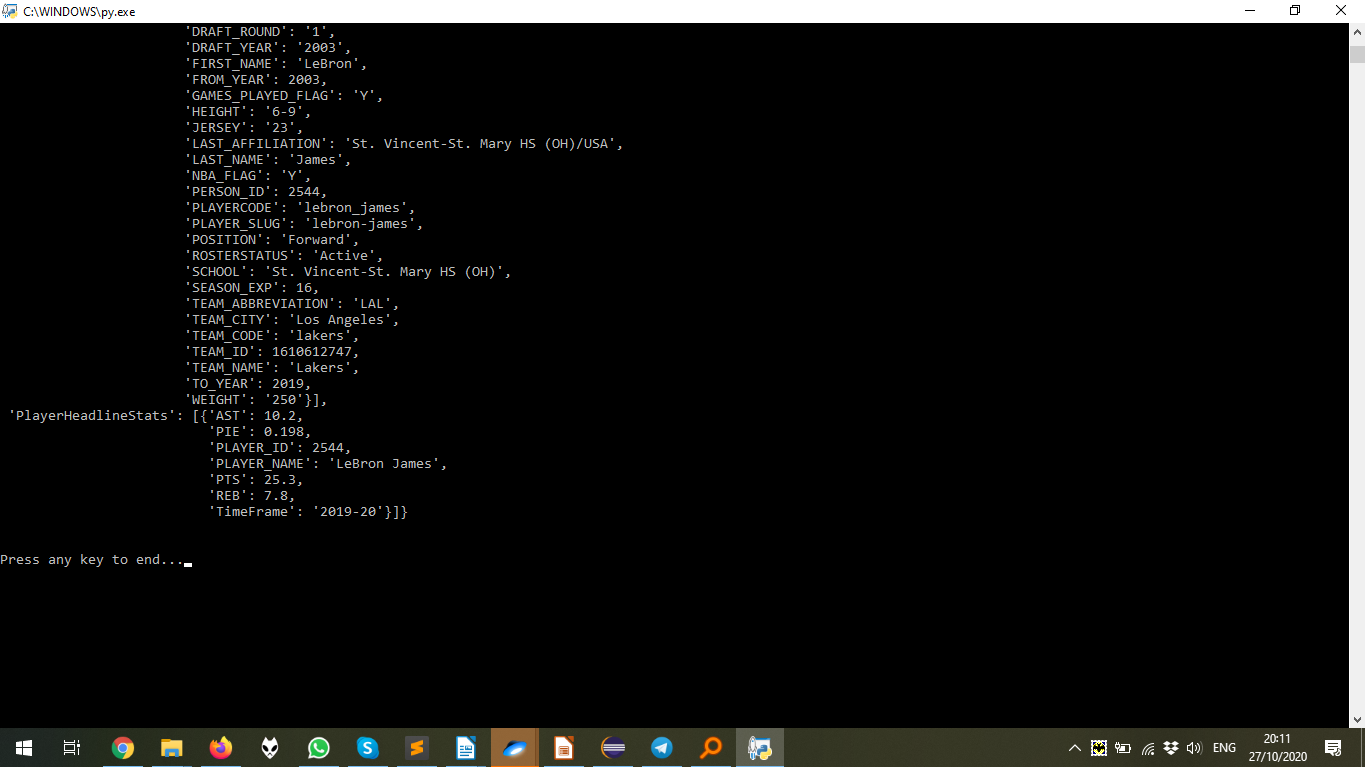 C:\WINDOWS\py.exe
'DRAFT_ROUND': '1',
'DRAFT_YEAR': '2003',
'FIRST_NAME': 'LeBron',
'FROM_YEAR': 2003,
'GAMES_PLAYED_FLAG': 'Y',
'HEIGHT': '6-9',
'JERSEY': '23',
'LAST_AFFILIATION': 'St. Vincent-St. Mary HS (OH)/USA',
'LAST_NAME': 'James',
'NBA_FLAG': 'Y',
'PERSON_ID': 2544,
'PLAYERCODE': 'lebron_james',
'PLAYER_SLUG': 'lebron-james',
'POSITION': 'Forward',
'ROSTERSTATUS': 'Active',
'SCHOOL': 'St. Vincent-St. Mary HS (OH)',
'SEASON_EXP': 16,
'TEAM_ABBREVIATION': 'LAL',
'TEAM_CITY': 'Los Angeles',
'TEAM_CODE': 'lakers',
'TEAM_ID': 1610612747,
'TEAM_NAME': 'Lakers',
'TO_YEAR': 2019,
'WEIGHT': '250'}],
'PlayerHeadlineStats': [{'AST': 10.2,
'PIE': 0.198,
'PLAYER_ID': 2544,
'PLAYER_NAME': 'LeBron James',
'PTS': 25.3,
'REB': 7.8,
'TimeFrame': '2019-20'}]}
Press any key to end...
ENG
20:11
27/10/2020